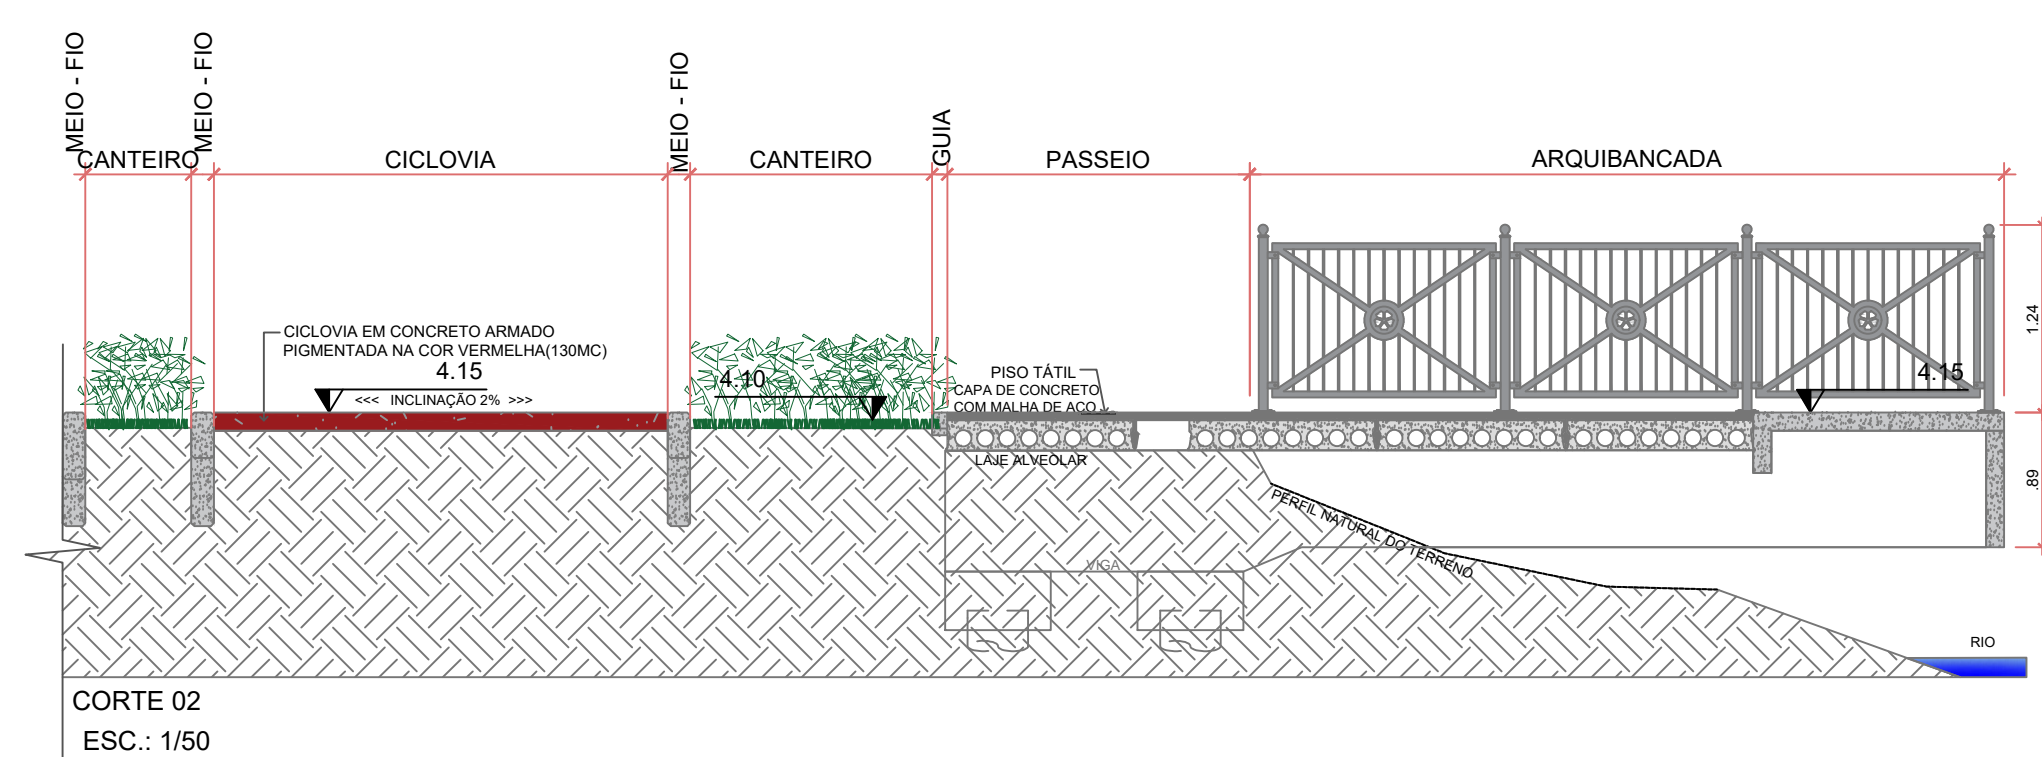 MEIO - FIO
MEIO - FIO
MEIO - FIO
GUIA
CANTEIRO
CICLOVIA
CANTEIRO
PASSEIO
ARQUIBANCADA
CICLOVIA EM CONCRETO ARMADO
PIGMENTADA NA COR VERMELHA(130MC)
4.15
<<< INCLINAÇÃO 2% >>>
4.10
PISO TÁTIL
CAPA DE CONCRETO
COM MALHA DE AÇO
4.15
1.24
.89
LAJE ALVEOLAR
PERFIL NATURAL DO TERRENO
VIGA
RIO
CORTE 02
ESC.: 1/50